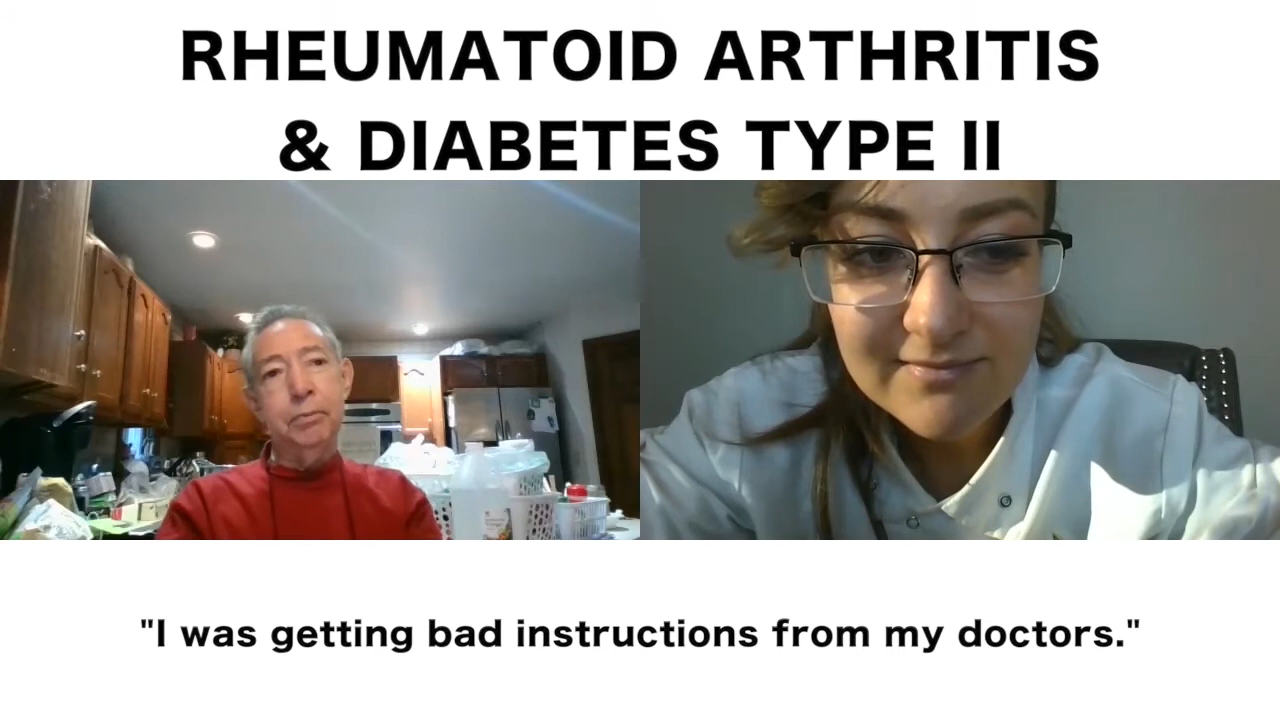 RHEUMATOID ARTHRITIS
& DIABETES TYPE II
"I was getting bad instructions from my doctors."